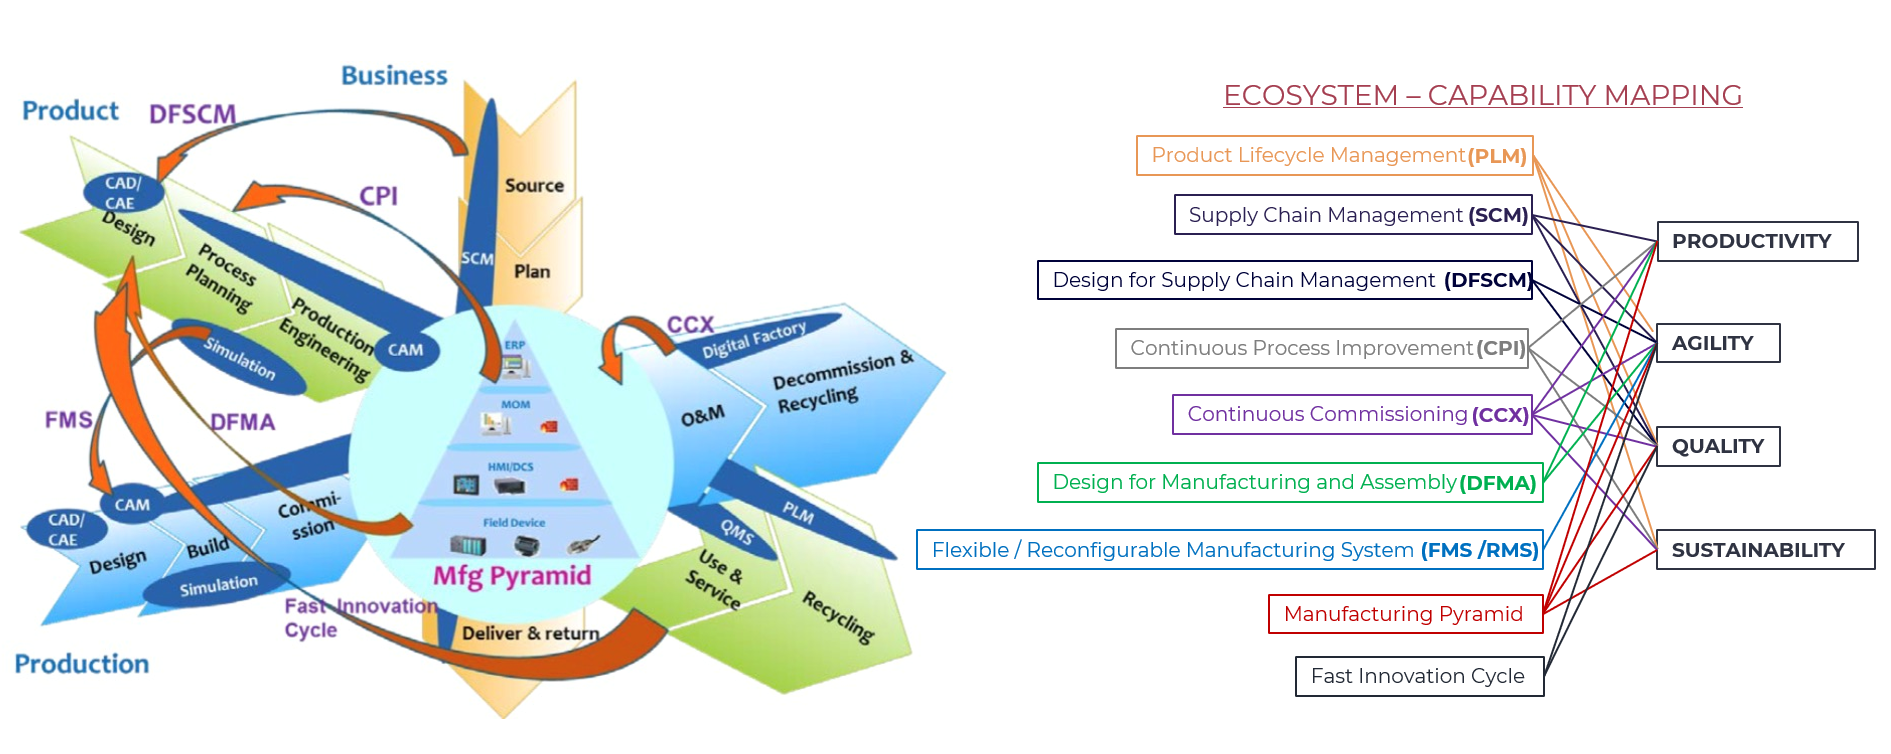 Business
Product
DFSCM
CAD/
CAE
Design
CPI
Source
SCM
Plan
Process
Planning
Production
Engineering
CAM
Simulation
CCX
Digital Factory
Decommission &
Recycling
O&M
ERP
MOM
HMI/DCS
Field Device
Mfg Pyramid
FMS
DFMA
CAM
CAD/
CAE
Design
Build
Commi-
ssion
Simulation
Fast Innovation
Cycle
Production
Deliver & return
PLM
QMS
Use &
Service
Recycling
ECOSYSTEM – CAPABILITY MAPPING
Product Lifecycle Management(PLM)
Supply Chain Management (SCM)
Design for Supply Chain Management (DFSCM)
Continuous Process Improvement(CPI)
Continuous Commissioning (CCX)
Design for Manufacturing and Assembly(DFMA)
Flexible / Reconfigurable Manufacturing System (FMS /RMS)
Manufacturing Pyramid
Fast Innovation Cycle
PRODUCTIVITY
AGILITY
QUALITY
SUSTAINABILITY